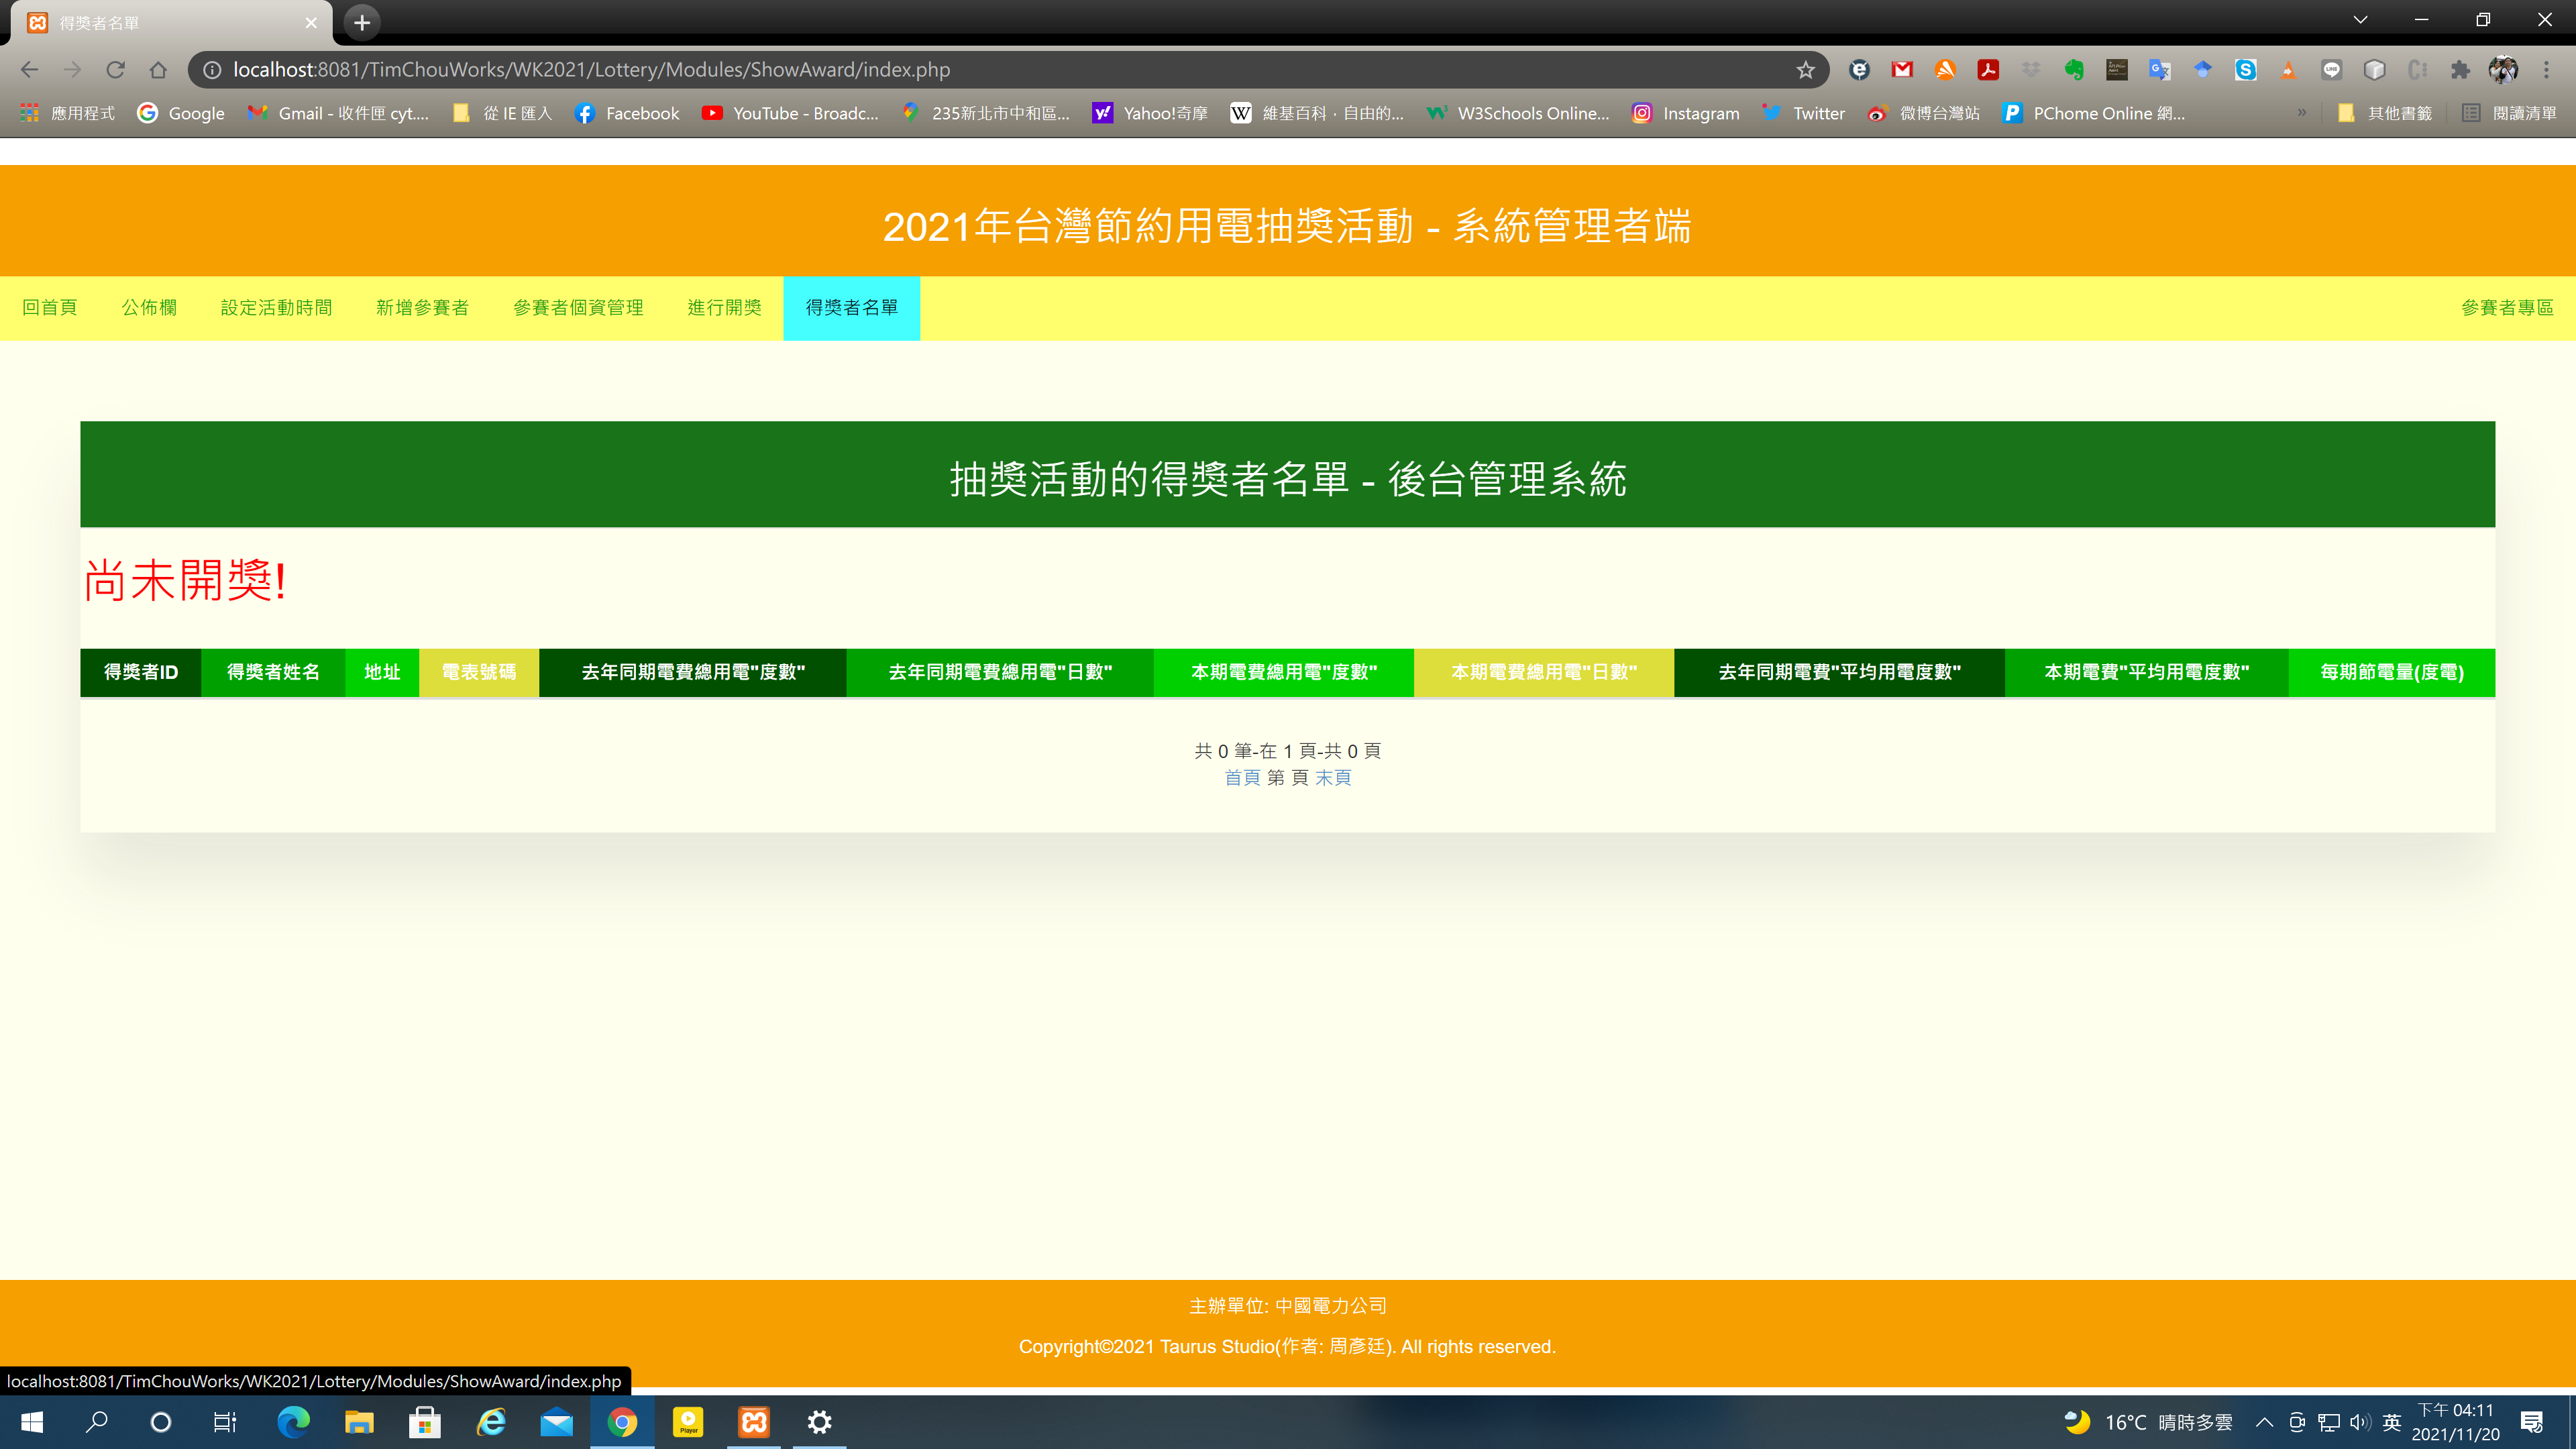 得獎者名單
localhost:8081/TimChouWorks/WK2021/Lottery/Modules/ShowAward/index.php
應用程式 Google Gmail - 收件匣 cyt.... 從 IE 匯入 Facebook YouTube - Broadc... 235新北市中和區... Yahoo!奇摩 維基百科，自由的... W3Schools Online... Instagram Twitter 微博台灣站 PChome Online 網... » 其他書籤 閱讀清單
2021年台灣節約用電抽獎活動 - 系統管理者端
回首頁 公佈欄 設定活動時間 新增參賽者 參賽者個資管理 進行開獎 得獎者名單 參賽者專區
抽獎活動的得獎者名單 - 後台管理系統
尚未開獎!
得獎者ID 得獎者姓名 地址 電表號碼 去年同期電費總用電"度數" 去年同期電費總用電"日數" 本期電費總用電"度數" 本期電費總用電"日數" 去年同期電費"平均用電度數" 本期電費"平均用電度數" 每期節電量(度電)
共 0 筆-在 1 頁-共 0 頁
首頁 第 頁 末頁
主辦單位: 中國電力公司
Copyright©2021 Taurus Studio(作者: 周彥廷). All rights reserved.
localhost:8081/TimChouWorks/WK2021/Lottery/Modules/ShowAward/index.php
16°C 晴時多雲 英 下午 04:11
2021/11/20